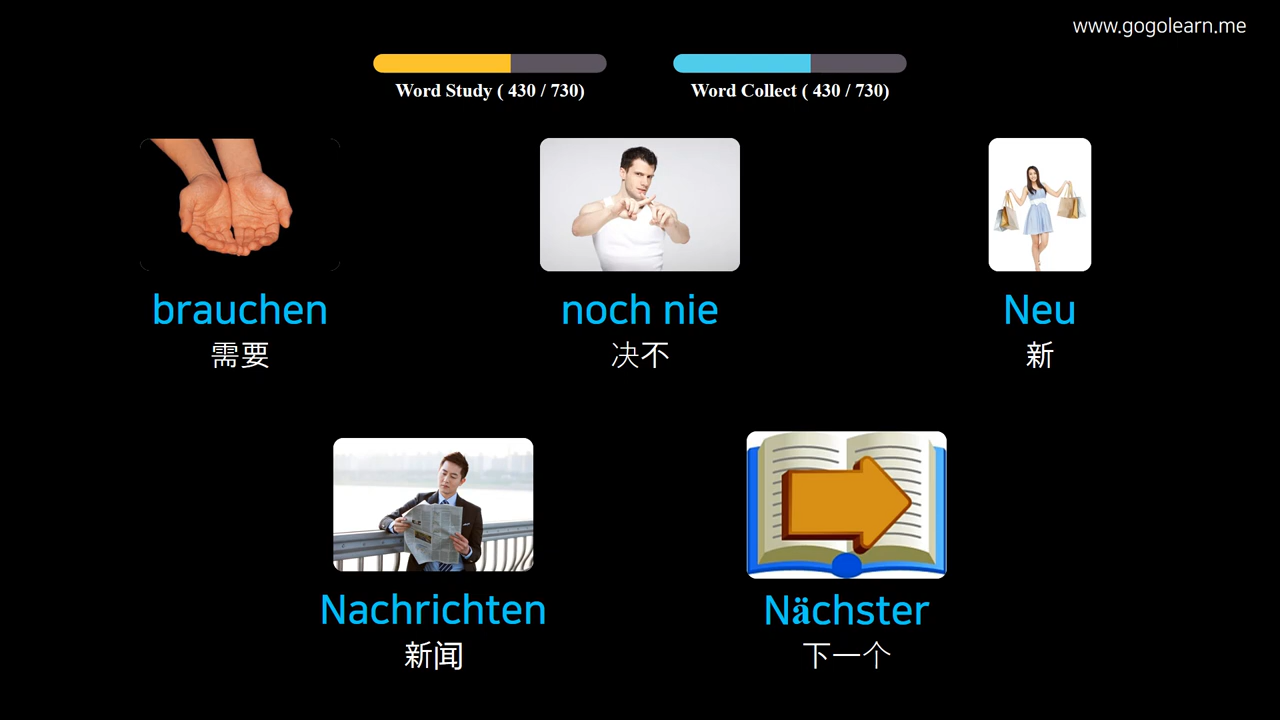 www.gogolearn.me
Word Study ( 430 / 730)
Word Collect ( 430 / 730)
brauchen
需要
noch nie
决不
Neu
新
Nachrichten
新闻
Nächster
下一个